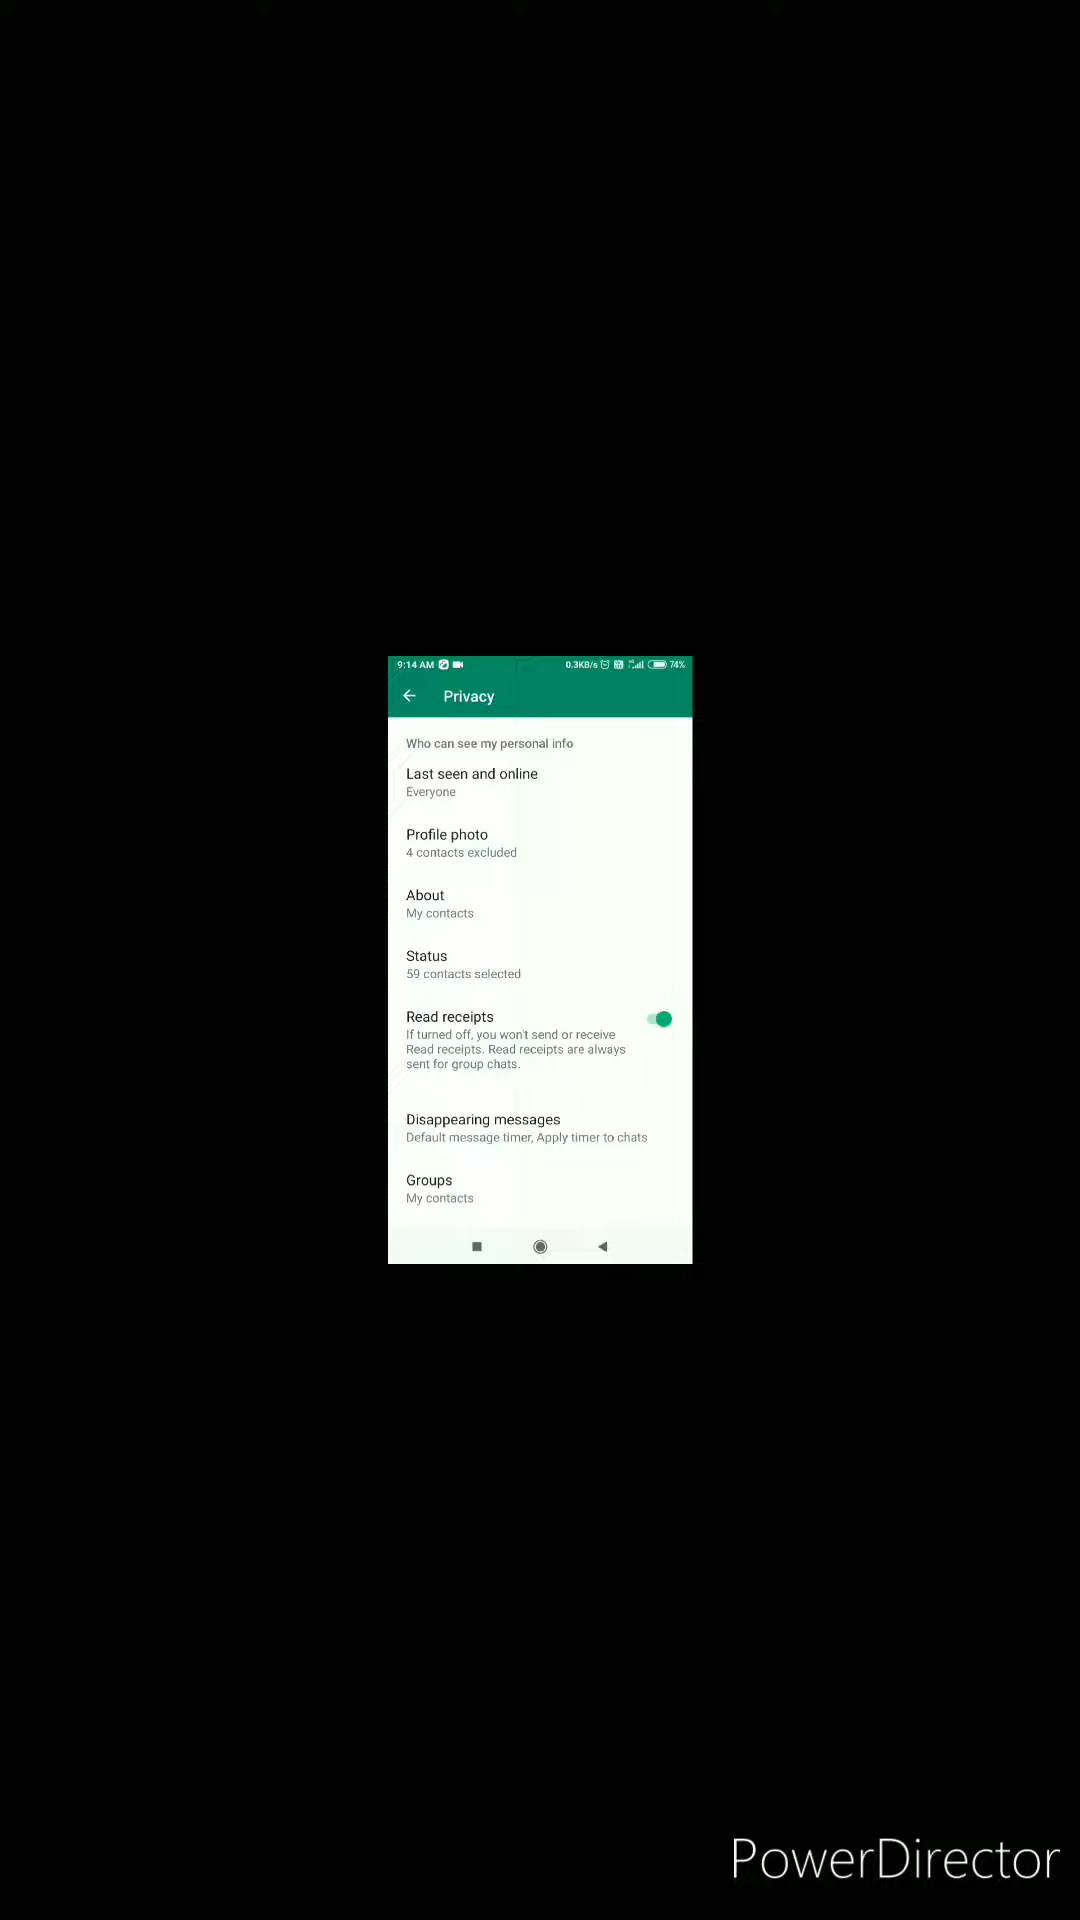 9:14 AM 0.3KB/s 74%
Privacy
Who can see my personal info
Last seen and online
Everyone
Profile photo
4 contacts excluded
About
My contacts
Status
59 contacts selected
Read receipts
If turned off, you won't send or receive
Read receipts. Read receipts are always
sent for group chats.
Disappearing messages
Default message timer, Apply timer to chats
Groups
My contacts
PowerDirector